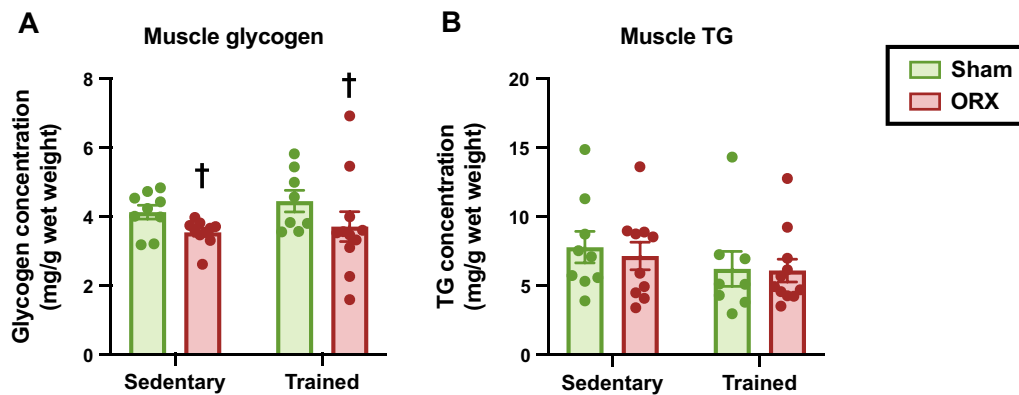 A
Muscle glycogen
Glycogen concentration
(mg/g wet weight)
8
6
4
2
0
†
†
Sedentary
Trained
B
Muscle TG
TG concentration
(mg/g wet weight)
20
15
10
5
0
Sedentary
Trained
Sham
ORX